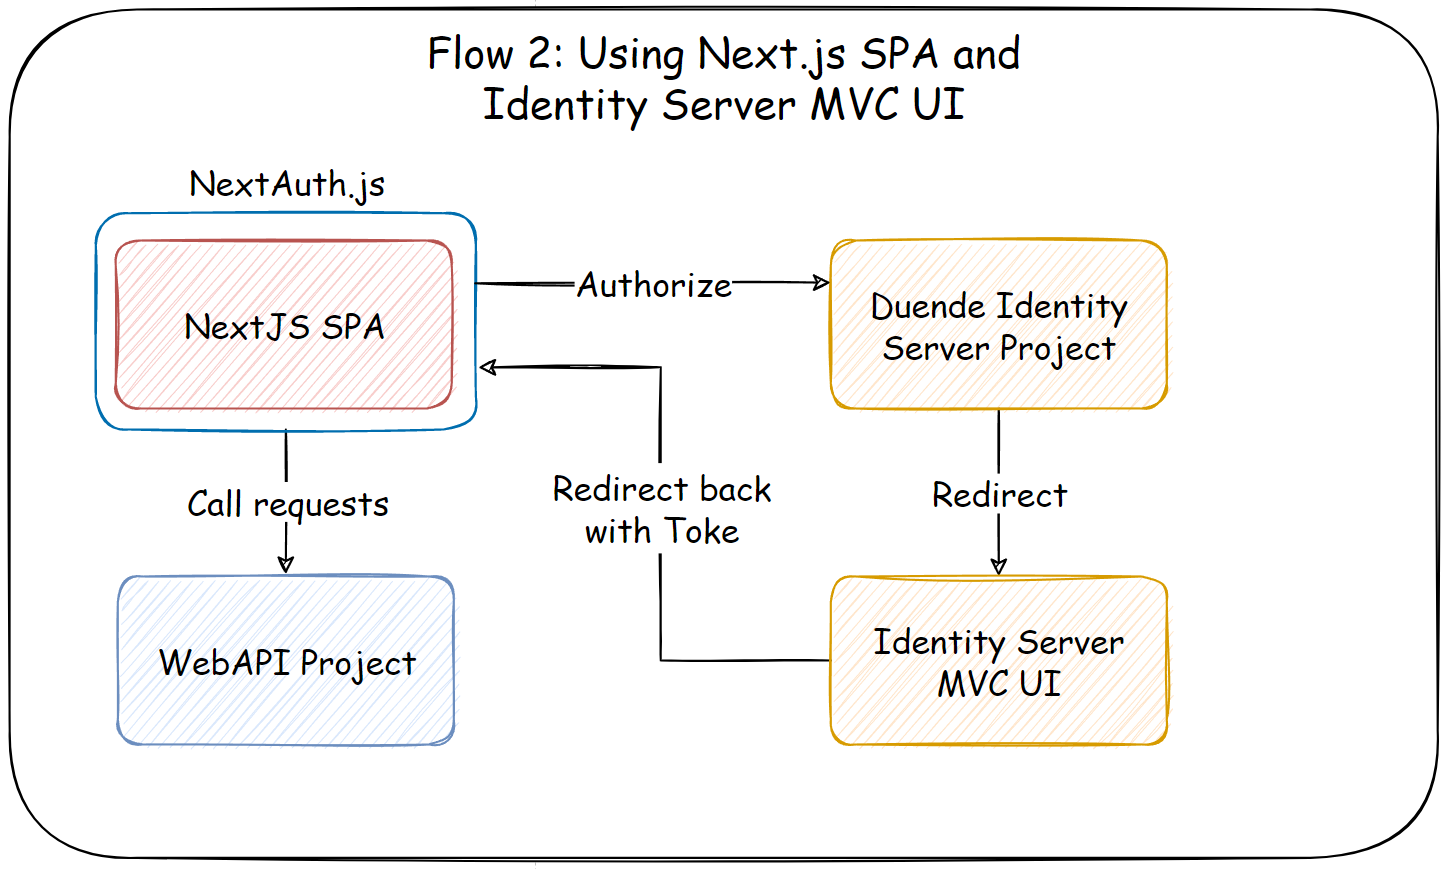 Flow 2: Using Next.js SPA and
Identity Server MVC UI
NextAuth.js
NextJS SPA
Authorize
Duende Identity
Server Project
Call requests
Redirect back
with Toke
Redirect
WebAPI Project
Identity Server
MVC UI